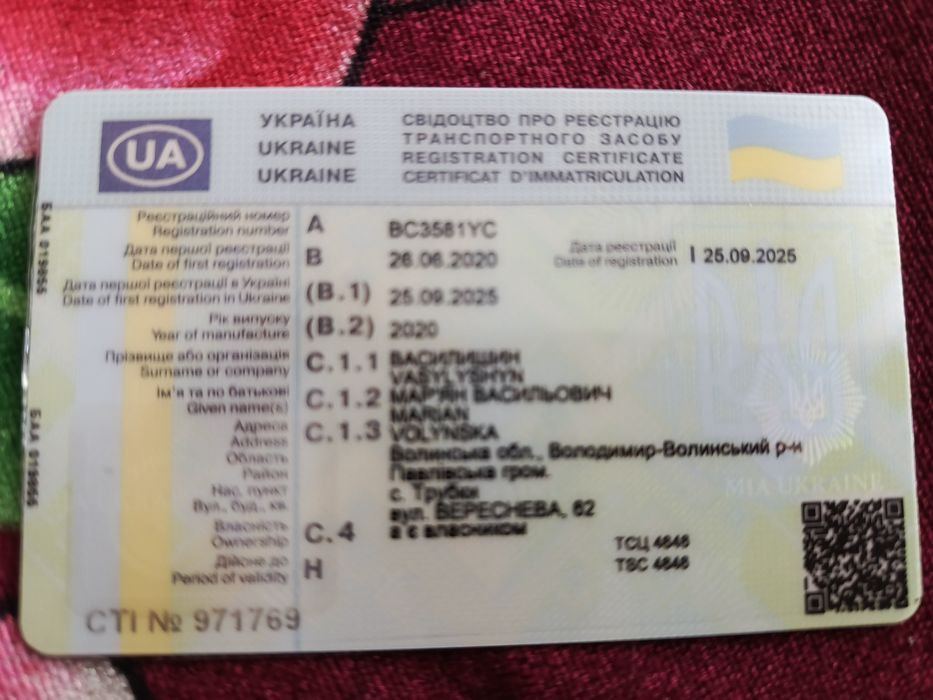 UA
УКРАЇНА
UKRAINE
UKRAINE
СВІДОЦТВО ПРО РЕЄСТРАЦІЮ
ТРАНСПОРТНОГО ЗАСОБУ
REGISTRATION CERTIFICATE
CERTIFICAT D'IMMATRICULATION
Реєстраційний номер
Registration number
A
BC3581YC
Дата першої реєстрації
Date of first registration
B
26.06.2020
Дата реєстрації
Date of registration
I 25.09.2025
Дата першої реєстрації в Україні
Date of first registration in Ukraine
(B.1)
25.09.2025
Рік випуску
Year of manufacture
(B.2)
2020
Прізвище або організація
Surname or company
C.1.1
ВАСИЛИШИН
VASYLYSHYN
Ім'я та по батькові
Given name(s)
C.1.2
МАР'ЯН ВАСИЛЬОВИЧ
MARIAN
Адреса
Address
C.1.3
VOLYNSKA
Область
Волинська обл., Володимир-Волинський р-н
Район
Павлівська гром.
Нас. пункт
с. Трубки
Вул., буд., кв.
вул. ВЕРЕСНЕВА, 62
Власність
Ownership
C.4
є власником
Дійсне до
Period of validity
H
ТСЦ 4646
TSC 4646
MIA UKRAINE
СТІ № 971769
БАА
БАА